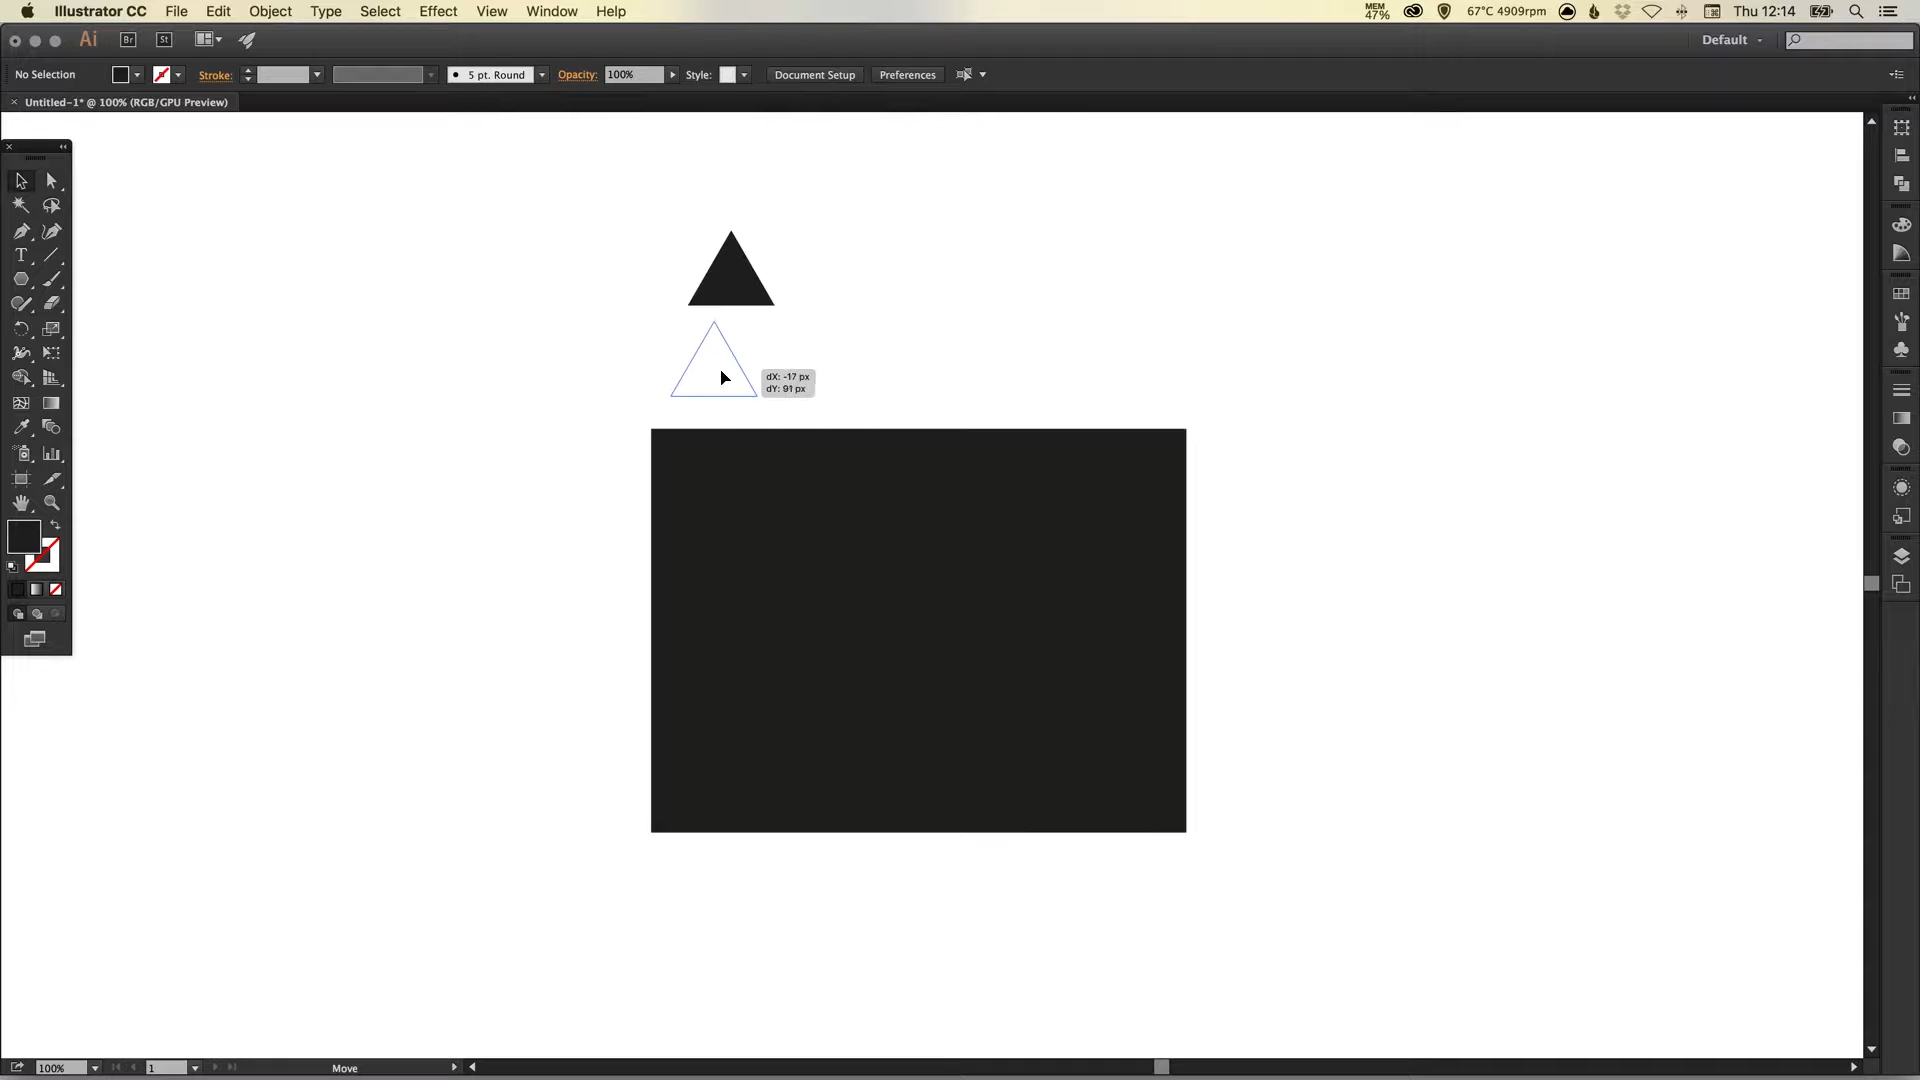 Illustrator CC File Edit Object Type Select Effect View Window Help MEM 47% 67°C 4909rpm Thu 12:14
Ai Br St Default
No Selection Stroke: 5 pt. Round Opacity: 100% Style: Document Setup Preferences
× Untitled-1* @ 100% (RGB/GPU Preview)
T
dX: -17 px
dY: 91 px
100% 1 Move